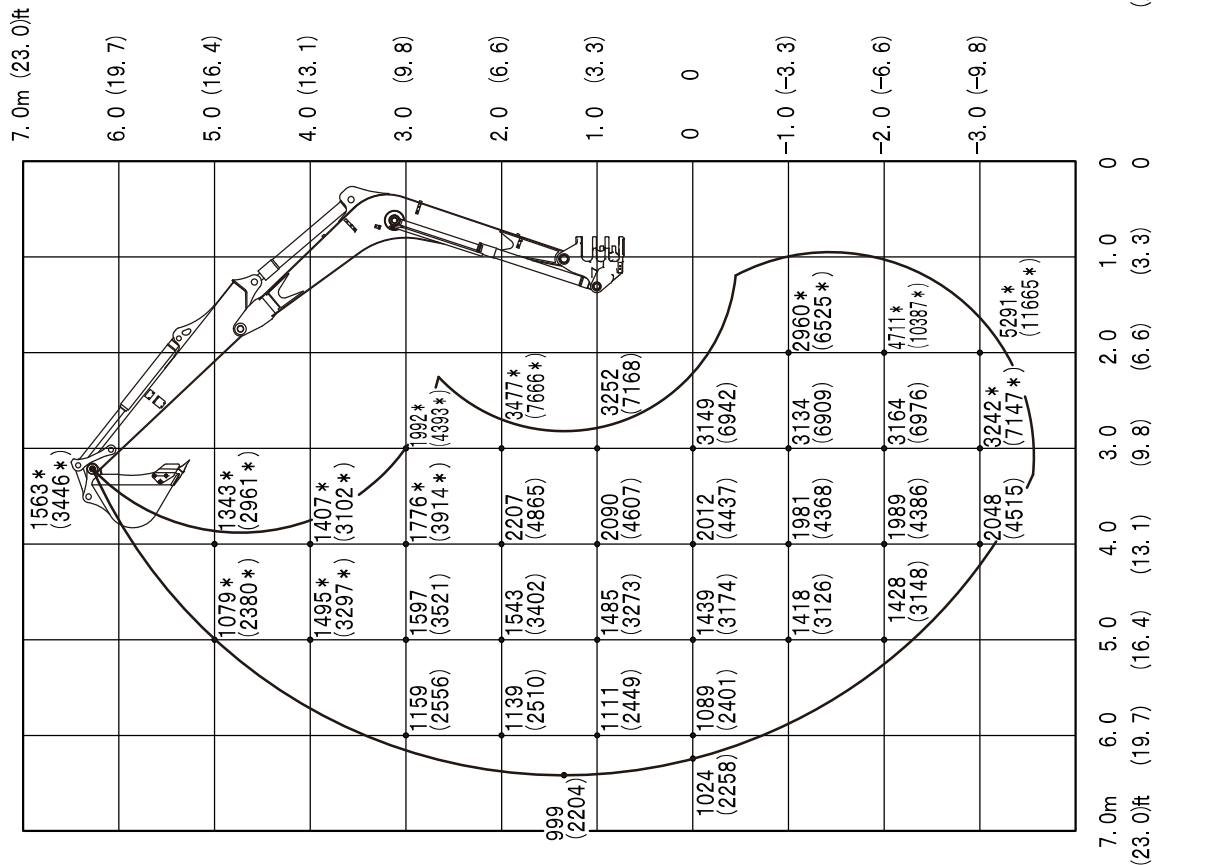 7.0m (23.0)ft
1563*
(3446*)
6.0 (19.7)
5.0 (16.4)
1079* 1343*
(2380*) (2961*)
4.0 (13.1)
1495* 1407*
(3297*) (3102*)
3.0 (9.8)
1159 1597 1776* 1992*
(2556) (3521) (3914*) (4393*)
2.0 (6.6)
1139 1543 2207 3477*
(2510) (3402) (4865) (7666*)
999
(2204)
1.0 (3.3)
1111 1485 2090 3252
(2449) (3273) (4607) (7168)
0 0
1024 1089 1439 2012 3149
(2258) (2401) (3174) (4437) (6942)
-1.0 (-3.3)
1418 1981 3134 2960*
(3126) (4368) (6909) (6525*)
-2.0 (-6.6)
1428 1989 3164 4711*
(3148) (4386) (6976) (10387*)
-3.0 (-9.8)
2048 3242* 5291*
(4515) (7147*) (11665*)
7.0m 6.0 5.0 4.0 3.0 2.0 1.0 0
(23.0)ft (19.7) (16.4) (13.1) (9.8) (6.6) (3.3) 0